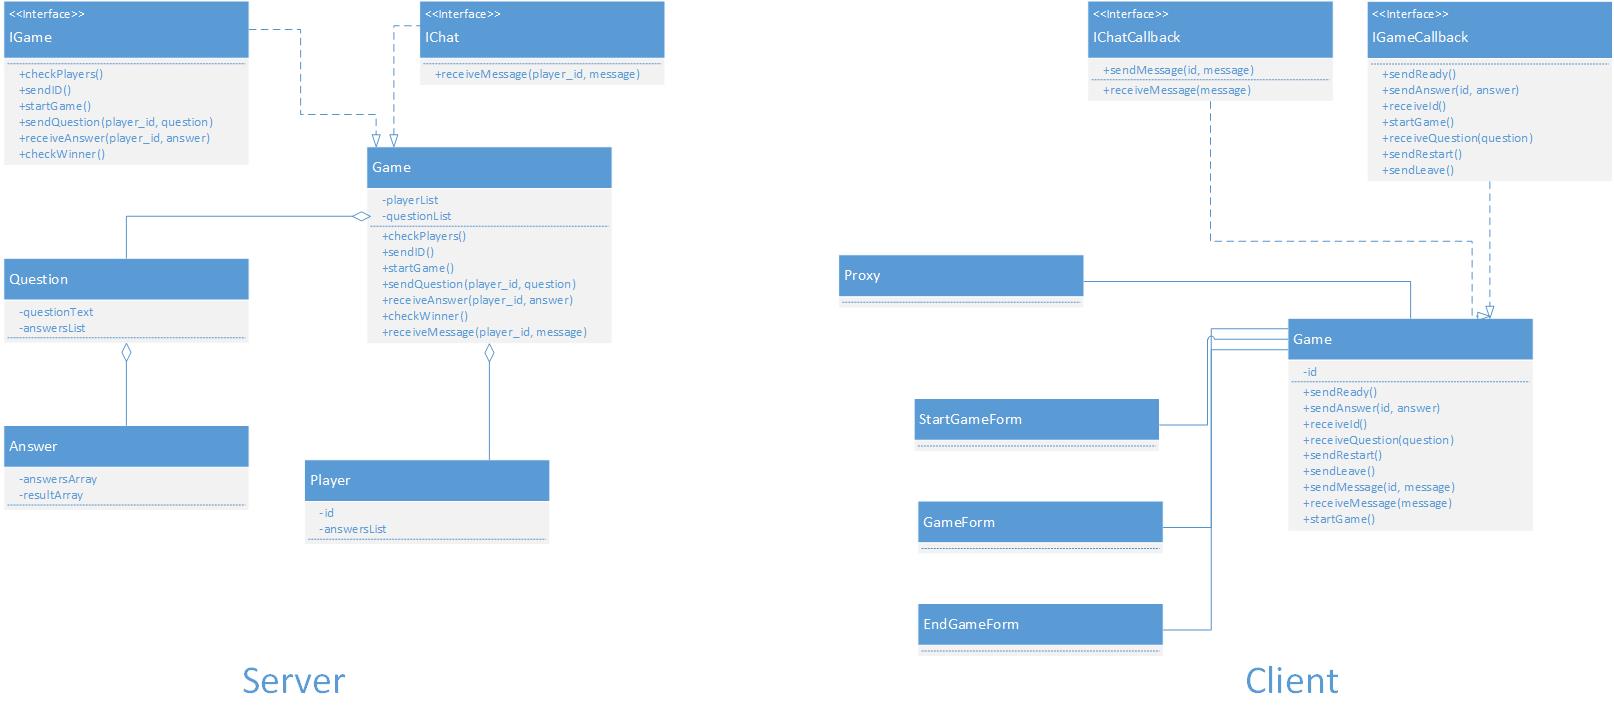 <<Interface>>
IGame
+checkPlayers()
+sendID()
+startGame()
+sendQuestion(player_id, question)
+receiveAnswer(player_id, answer)
+checkWinner()
<<Interface>>
IChat
+receiveMessage(player_id, message)
Game
-playerList
-questionList
+checkPlayers()
+sendID()
+startGame()
+sendQuestion(player_id, question)
+receiveAnswer(player_id, answer)
+checkWinner()
+receiveMessage(player_id, message)
Question
-questionText
-answersList
Answer
-answersArray
-resultArray
Player
-id
-answersList
Server
<<Interface>>
IChatCallback
+sendMessage(id, message)
+receiveMessage(message)
<<Interface>>
IGameCallback
+sendReady()
+sendAnswer(id, answer)
+receiveId()
+startGame()
+receiveQuestion(question)
+sendRestart()
+sendLeave()
Proxy
Game
-id
+sendReady()
+sendAnswer(id, answer)
+receiveId()
+receiveQuestion(question)
+sendRestart()
+sendLeave()
+sendMessage(id, message)
+receiveMessage(message)
+startGame()
StartGameForm
GameForm
EndGameForm
Client